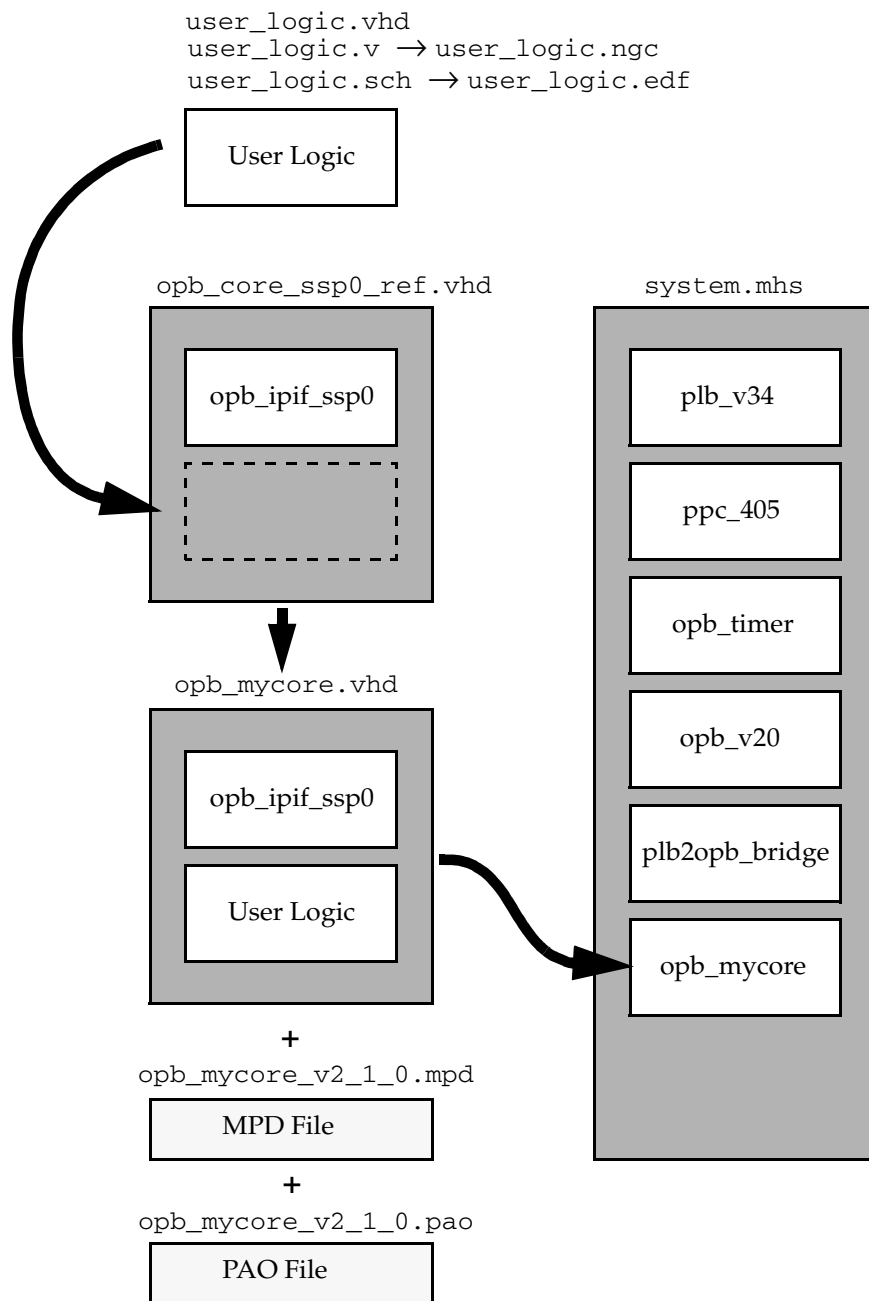 user_logic.vhd
user_logic.v → user_logic.ngc
user_logic.sch → user_logic.edf
User Logic
opb_core_ssp0_ref.vhd
opb_ipif_ssp0
opb_mycore.vhd
opb_ipif_ssp0
User Logic
+
opb_mycore_v2_1_0.mpd
MPD File
+
opb_mycore_v2_1_0.pao
PAO File
system.mhs
plb_v34
ppc_405
opb_timer
opb_v20
plb2opb_bridge
opb_mycore